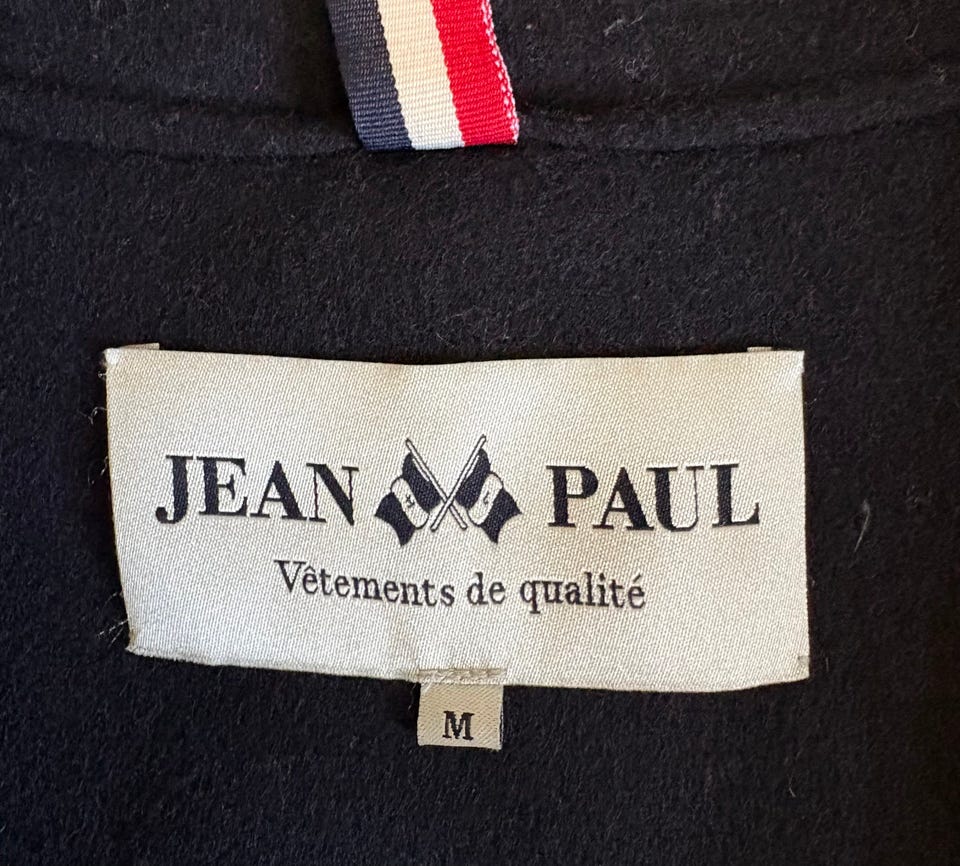 JEAN PAUL
Vêtements de qualité
M